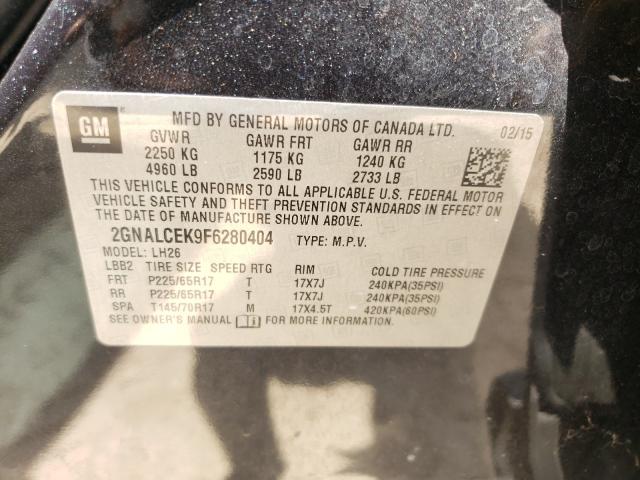 GM
MFD BY GENERAL MOTORS OF CANADA LTD. 02/15
GVWR GAWR FRT GAWR RR
2250 KG 1175 KG 1240 KG
4960 LB 2590 LB 2733 LB
THIS VEHICLE CONFORMS TO ALL APPLICABLE U.S. FEDERAL MOTOR
VEHICLE SAFETY AND THEFT PREVENTION STANDARDS IN EFFECT ON
THE DATE OF MANUFACTURE SHOWN ABOVE.
2GNALCEK9F6280404 TYPE: M.P.V.
MODEL: LH26
LBB2 TIRE SIZE SPEED RTG RIM COLD TIRE PRESSURE
FRT P225/65R17 T 17X7J 240KPA(35PSI)
RR P225/65R17 T 17X7J 240KPA(35PSI)
SPA T145/70R17 M 17X4.5T 420KPA(60PSI)
SEE OWNER'S MANUAL FOR MORE INFORMATION.